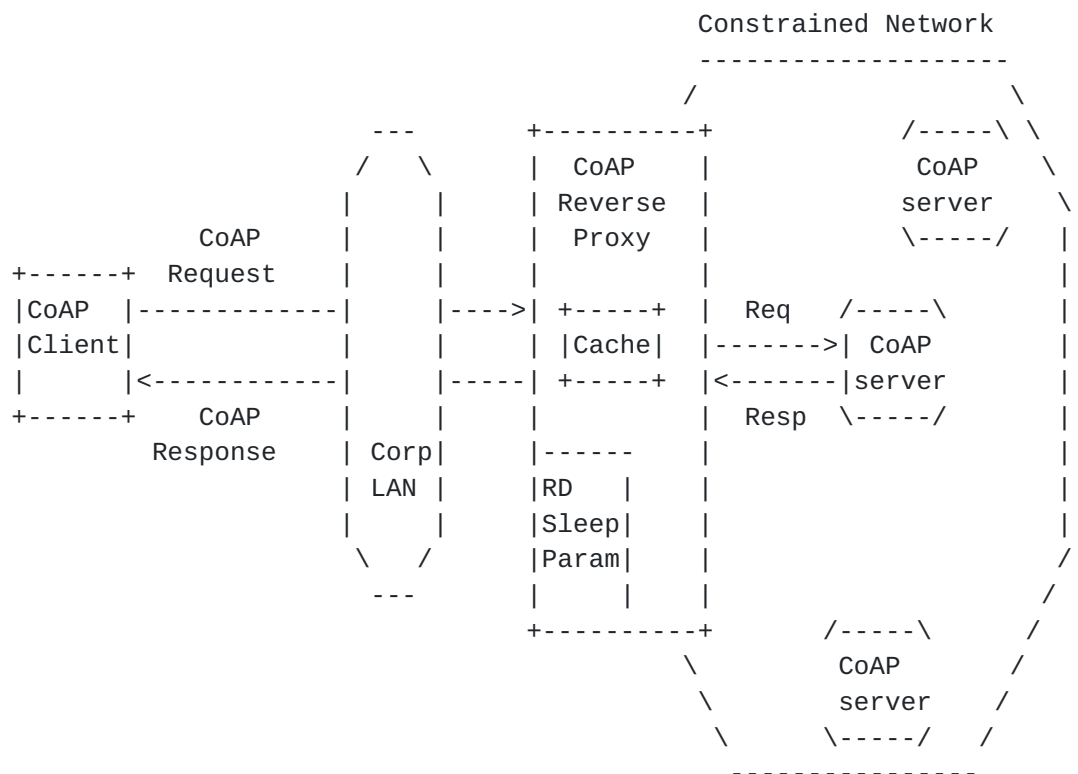 Constrained Network
CoAP CoAP
Reverse server
CoAP Proxy
Request
CoAP Req
Client Cache CoAP
server
CoAP Resp
Response Corp
LAN RD
Sleep
Param
CoAP
server